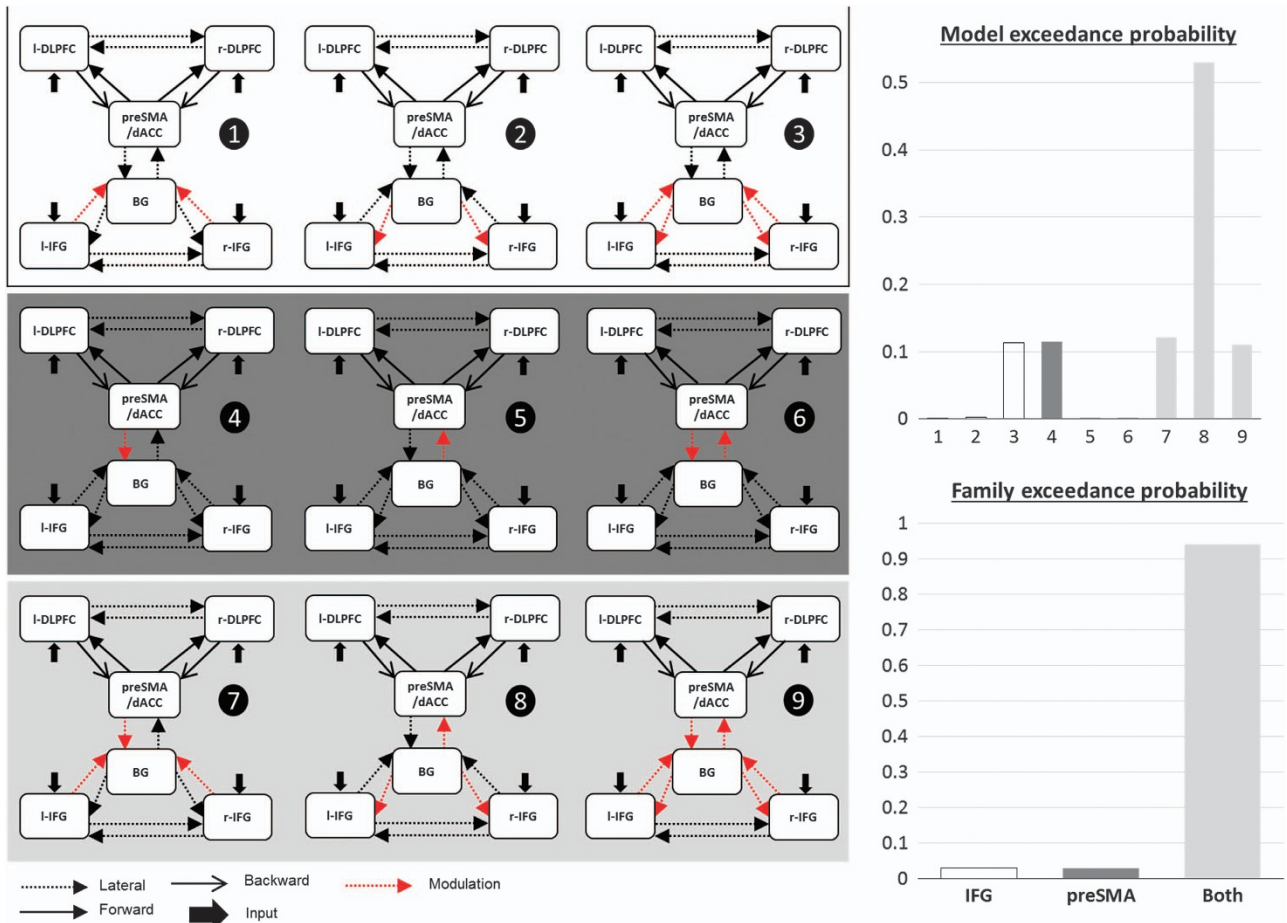 l-DLPFC r-DLPFC l-DLPFC r-DLPFC l-DLPFC r-DLPFC
preSMA preSMA preSMA
/dACC /dACC /dACC
1 2 3
BG BG BG
l-IFG r-IFG l-IFG r-IFG l-IFG r-IFG
l-DLPFC r-DLPFC l-DLPFC r-DLPFC l-DLPFC r-DLPFC
preSMA preSMA preSMA
/dACC /dACC /dACC
4 5 6
BG BG BG
l-IFG r-IFG l-IFG r-IFG l-IFG r-IFG
l-DLPFC r-DLPFC l-DLPFC r-DLPFC l-DLPFC r-DLPFC
preSMA preSMA preSMA
/dACC /dACC /dACC
7 8 9
BG BG BG
l-IFG r-IFG l-IFG r-IFG l-IFG r-IFG
Lateral Backward Modulation
Forward Input
Model exceedance probability
0.5
0.4
0.3
0.2
0.1
0
1 2 3 4 5 6 7 8 9
Family exceedance probability
1
0.9
0.8
0.7
0.6
0.5
0.4
0.3
0.2
0.1
0
IFG preSMA Both